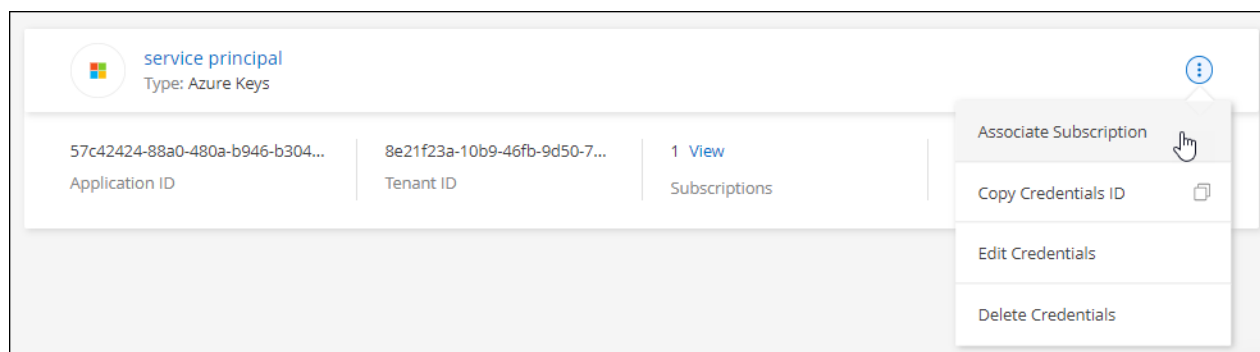 service principal
Type: Azure Keys
57c42424-88a0-480a-b946-b304...
Application ID
8e21f23a-10b9-46fb-9d50-7...
Tenant ID
1 View
Subscriptions
Associate Subscription
Copy Credentials ID
Edit Credentials
Delete Credentials